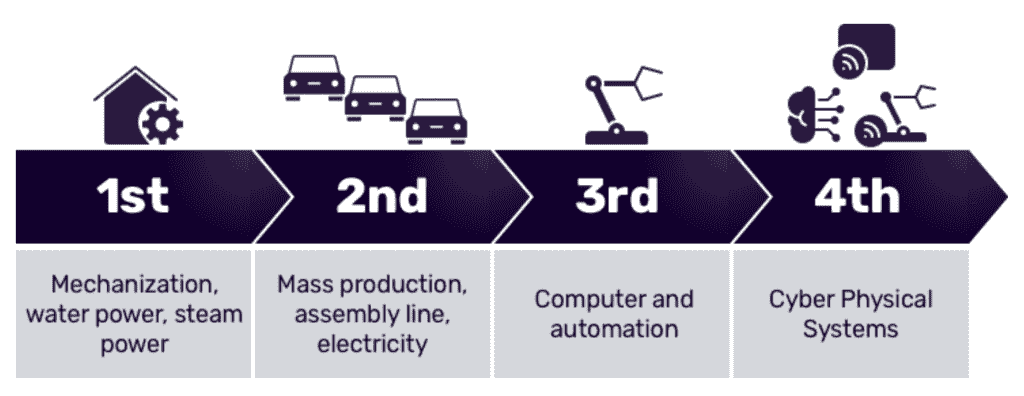 1st
2nd
3rd
4th
Mechanization,
water power, steam
power
Mass production,
assembly line,
electricity
Computer and
automation
Cyber Physical
Systems